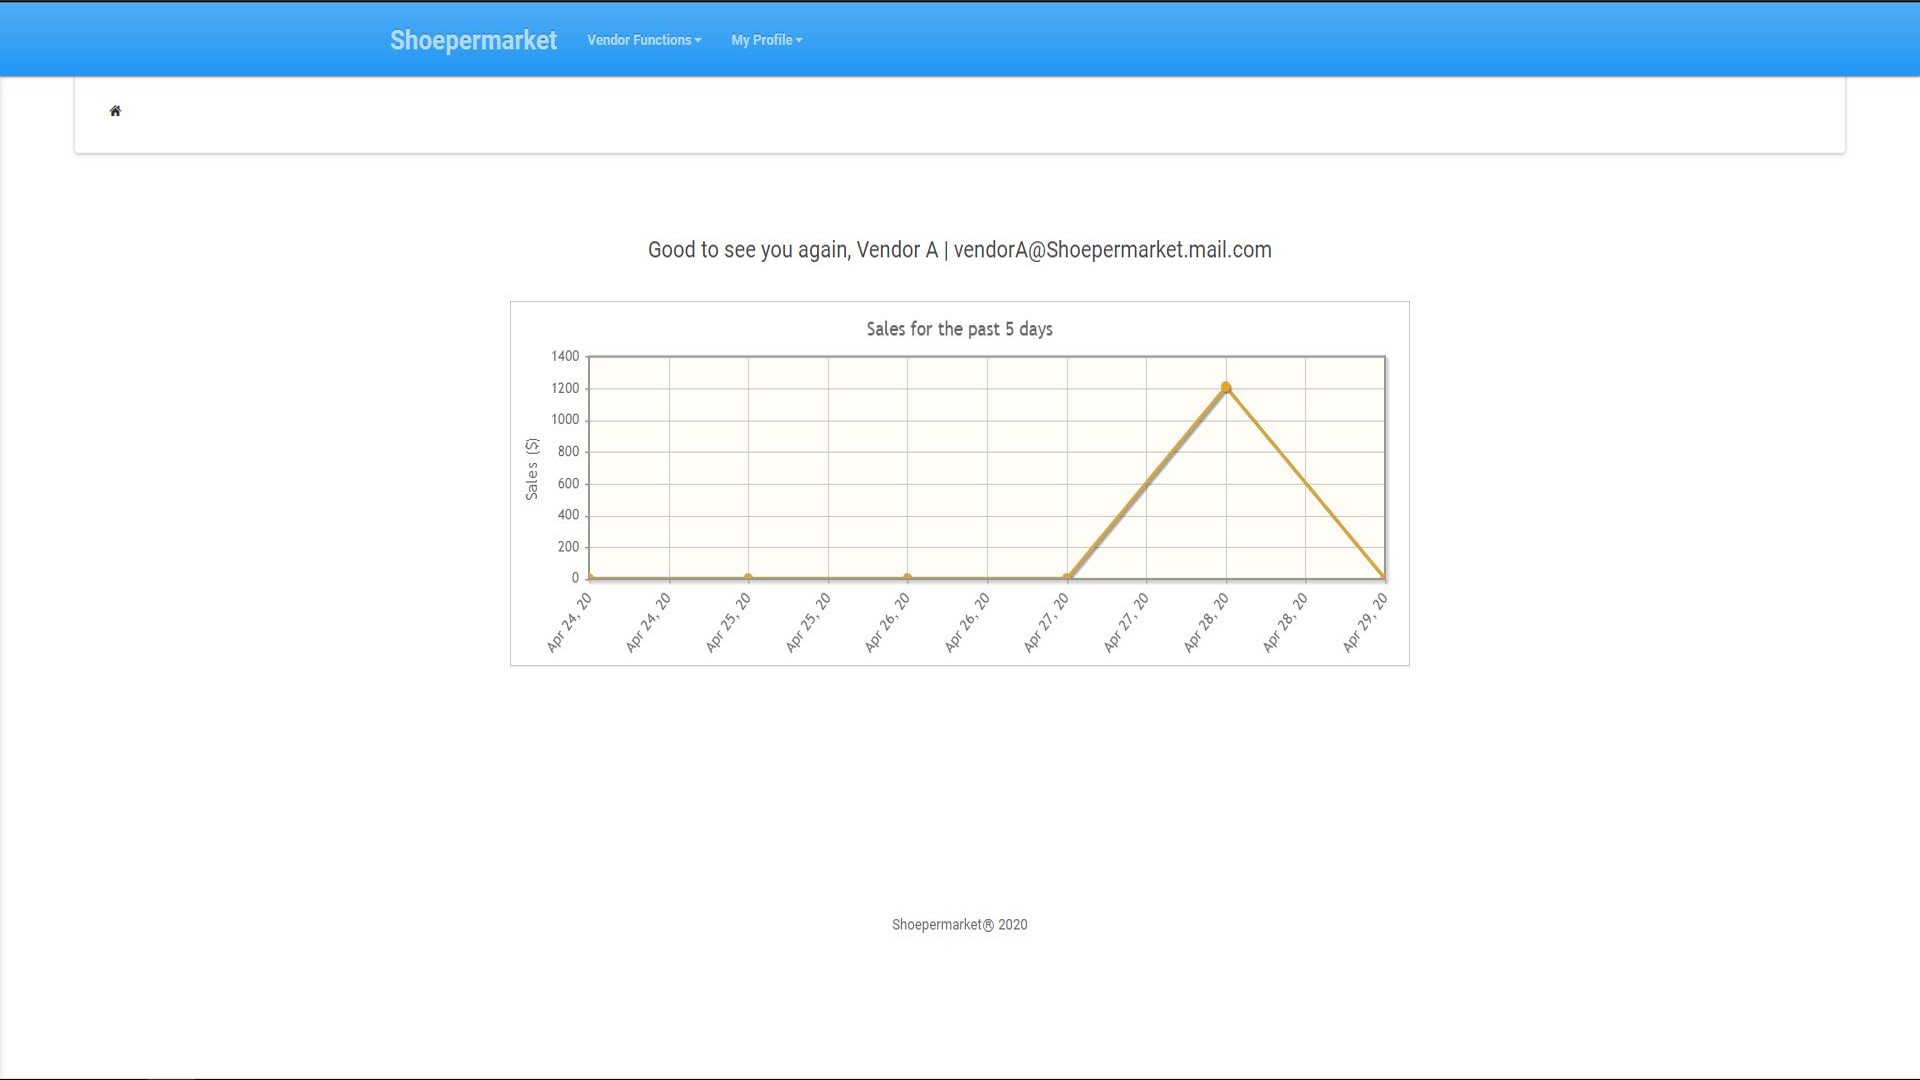 Shoepermarket Vendor Functions My Profile
Good to see you again, Vendor A | vendorA@Shoepermarket.mail.com
Sales for the past 5 days
1400
1200
1000
800
600
400
200
0
Sales ($)
Apr 24, 20
Apr 24, 20
Apr 25, 20
Apr 25, 20
Apr 26, 20
Apr 26, 20
Apr 27, 20
Apr 27, 20
Apr 28, 20
Apr 28, 20
Apr 29, 20
Shoepermarket® 2020